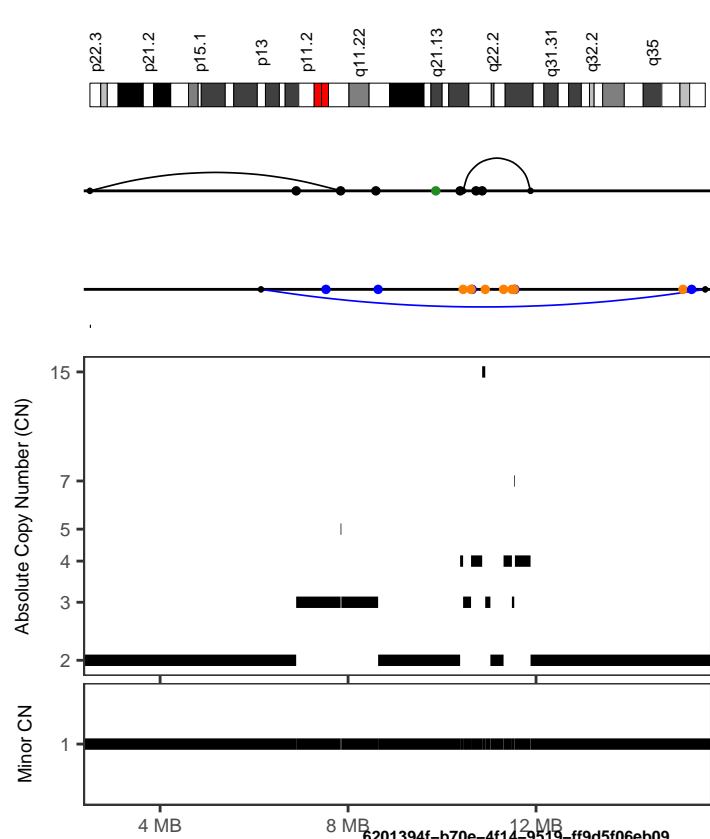 p22.3 p21.2 p15.1 p13 p11.2 q11.22 q21.13 q22.2 q31.31 q32.2 q35
Absolute Copy Number (CN)
15
7
5
4
3
2
Minor CN
1
4 MB 8 MB 12 MB
6201394f−b70e−4f14−9519−ff9d5f06eb09